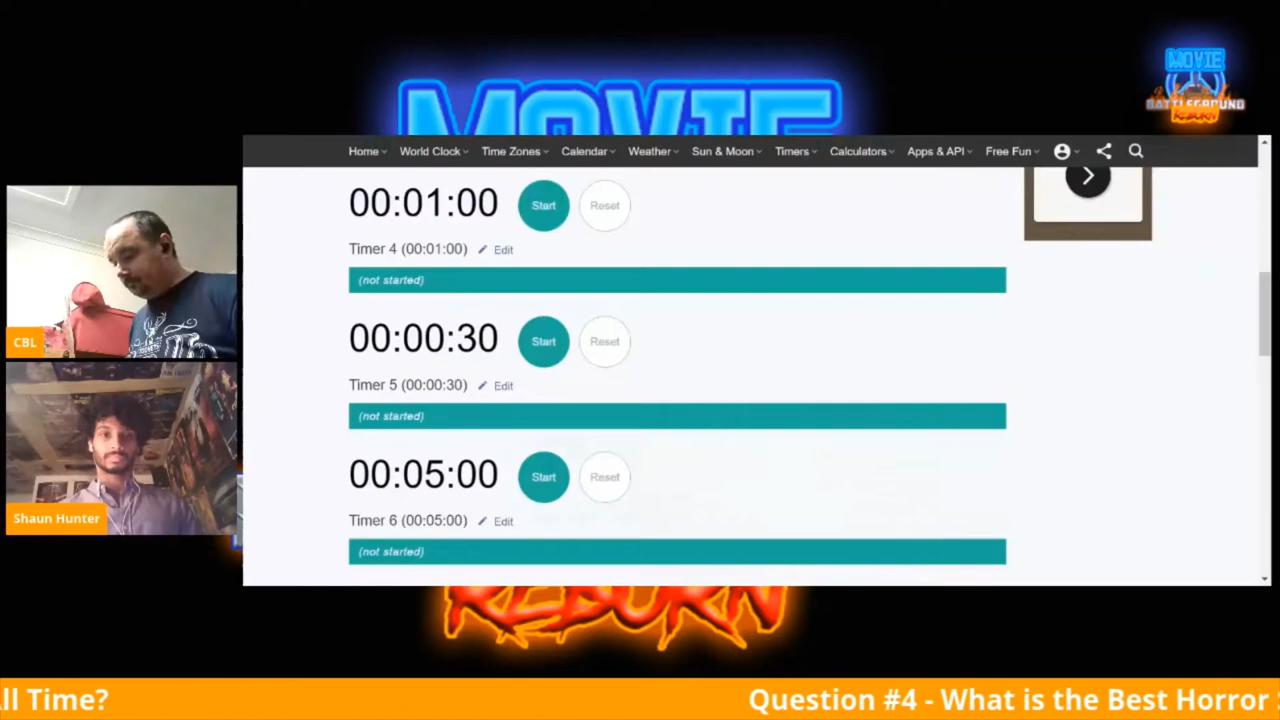 MOVIE
BATTLEGROUND
REBORN
MOVIE
Home World Clock Time Zones Calendar Weather Sun & Moon Timers Calculators Apps & API Free Fun
00:01:00 Start Reset
Timer 4 (00:01:00) Edit
(not started)
00:00:30 Start Reset
Timer 5 (00:00:30) Edit
(not started)
00:05:00 Start Reset
Timer 6 (00:05:00) Edit
(not started)
CBL
Shaun Hunter
REBORN
ll Time? Question #4 - What is the Best Horror